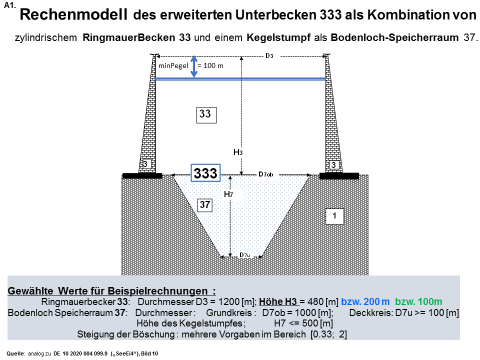 A1.
Rechenmodell des erweiterten Unterbecken 333 als Kombination von
zylindrischem RingmauerBecken 33 und einem Kegelstumpf als Bodenloch-Speicherraum 37.
D3
minPegel = 100 m
33
H3
3 3
333
D7ob
H7
37
1
D7u
Gewählte Werte für Beispielrechnungen :
Ringmauerbecker 33: Durchmesser D3 = 1200 [m]; Höhe H3 = 480 [m] bzw. 200 m bzw. 100m
Bodenloch Speicherraum 37: Durchmesser: Grundkreis: D7ob = 1000 [m]; Deckkreis: D7u >= 100 [m]
Höhe des Kegelstumpfes; H7 <= 500 [m]
Steigung der Böschung: mehrere Vorgaben im Bereich [0.33; 2]
Quelle: analog zu DE 10 2020 004 099.9 („SeeEi4“), Bild 10